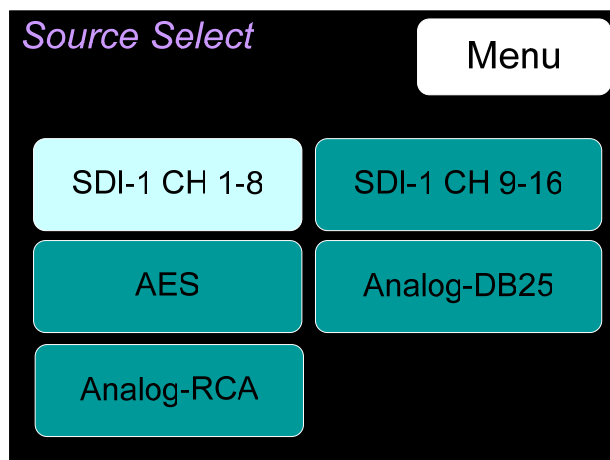 Source Select
Menu
SDI-1 CH 1-8
SDI-1 CH 9-16
AES
Analog-DB25
Analog-RCA